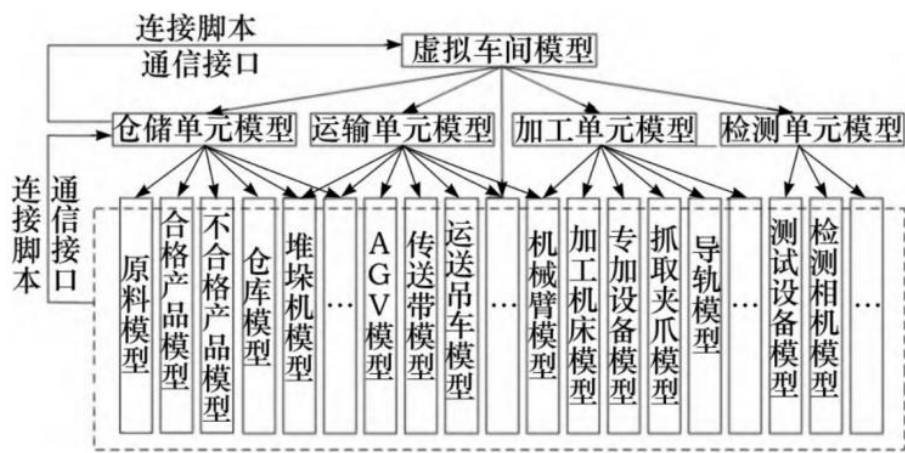 连接脚本
通信接口
虚拟车间模型
仓储单元模型
运输单元模型
加工单元模型
检测单元模型
连接脚本
通信接口
原料模型
合格产品模型
不合格产品模型
仓库模型
堆垛机模型
…
AGV模型
传送带模型
运送吊车模型
…
机械臂模型
加工机床模型
专加设备模型
抓取夹爪模型
导轨模型
…
测试设备模型
检测相机模型
…